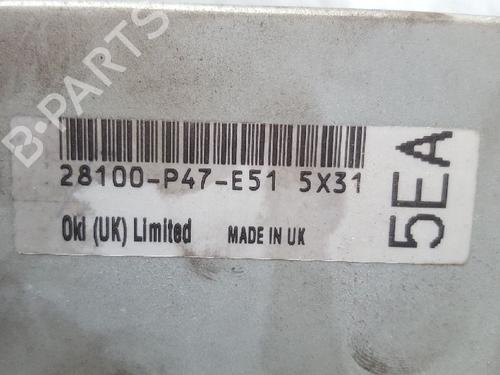 B-PARTS
28100-P47-E51 5X31
Oki (UK) Limited MADE IN UK
5EA